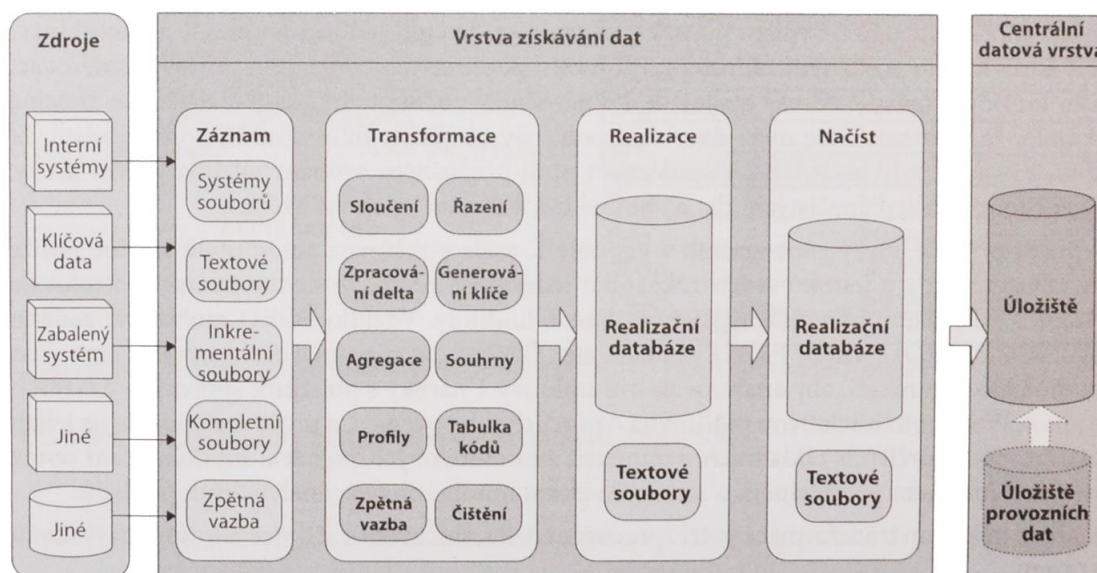 Zdroje
Interní
systémy
Klíčová
data
Zabalený
systém
Jiné
Jiné
Vrstva získávání dat
Záznam
Systémy
souborů
Textové
soubory
Inkre-
mentální
soubory
Kompletní
soubory
Zpětná
vazba
Transformace
Sloučení
Řazení
Zpracová-
ní delta
Generová-
ní klíče
Agregace
Souhrny
Profily
Tabulka
kódů
Zpětná
vazba
Čištění
Realizace
Realizační
databáze
Textové
soubory
Načíst
Realizační
databáze
Textové
soubory
Centrální
datová vrstva
Úložiště
Úložiště
provozních
dat